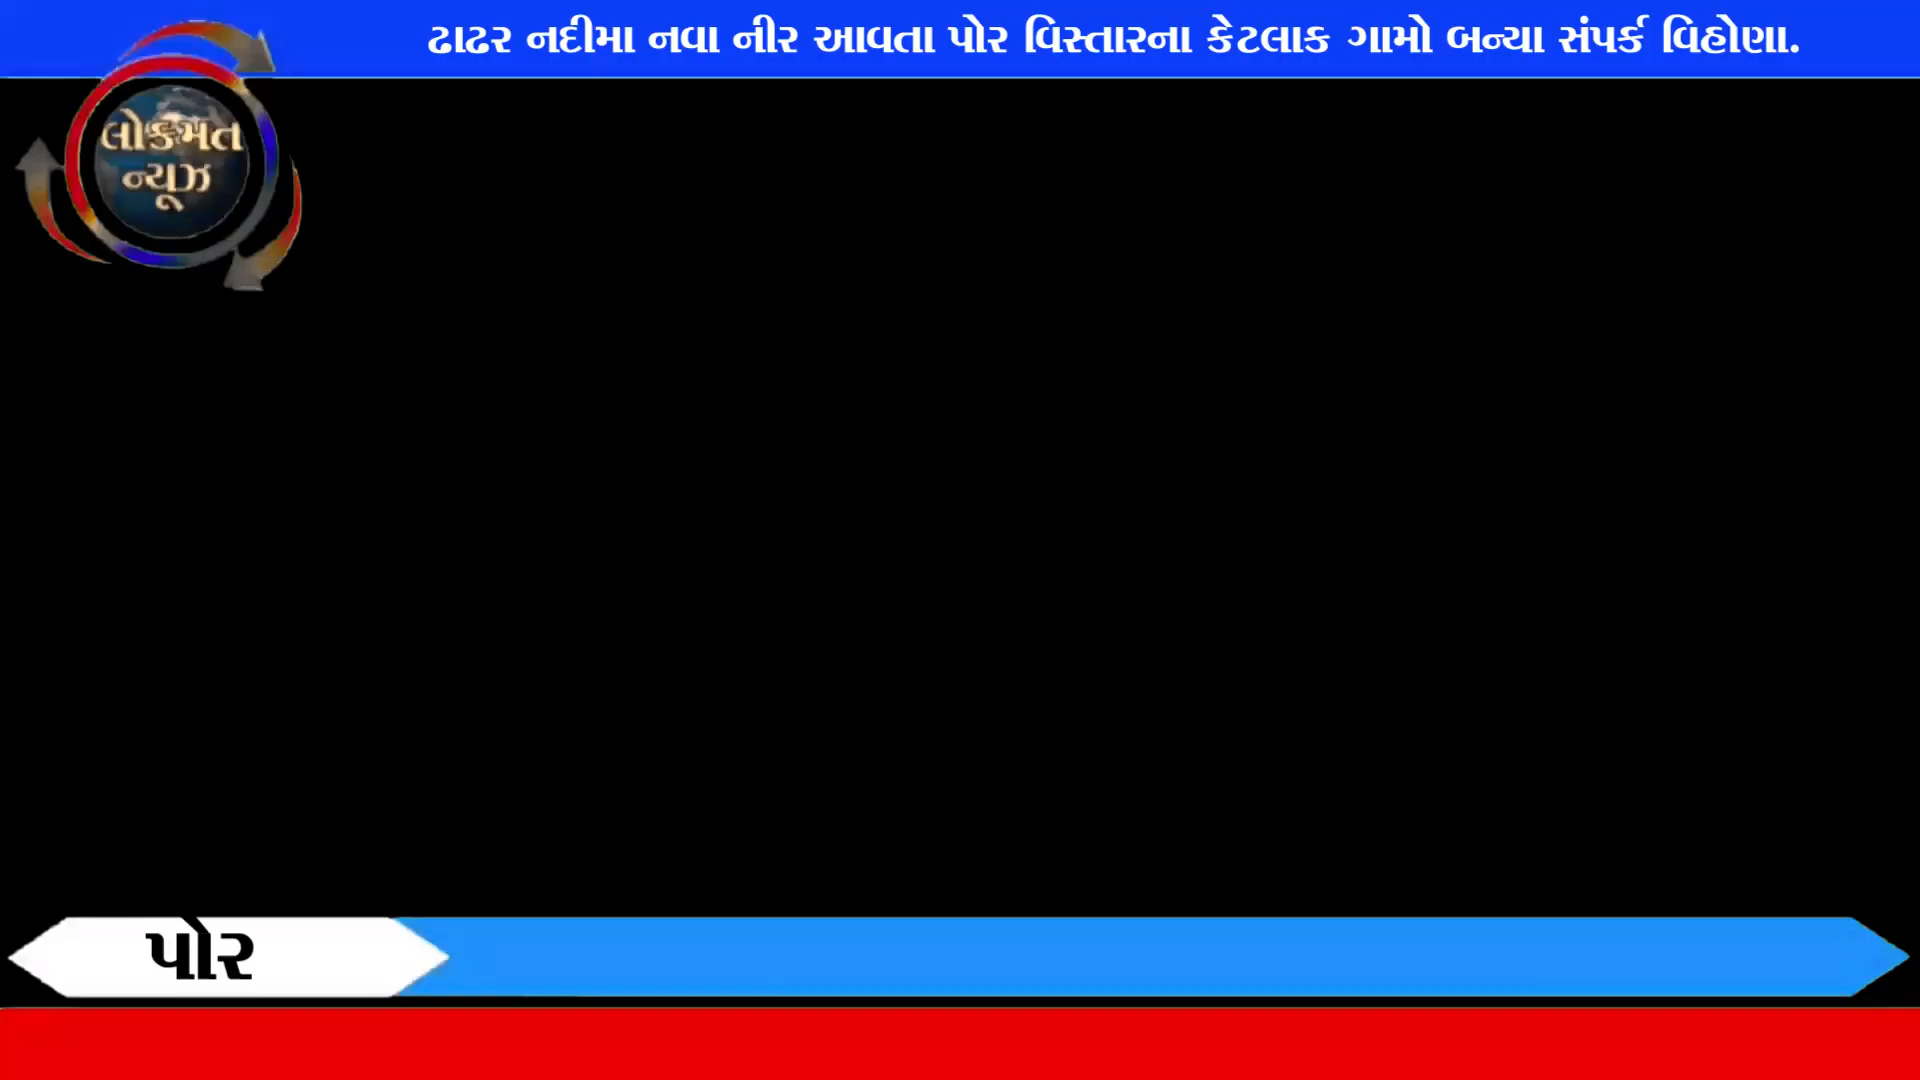 ઢાઢર નદીમા નવા નીર આવતા પોર વિસ્તારના કેટલાક ગામો બન્યા સંપર્ક વિહોણા.
લોકમત
ન્યૂઝ
પોર